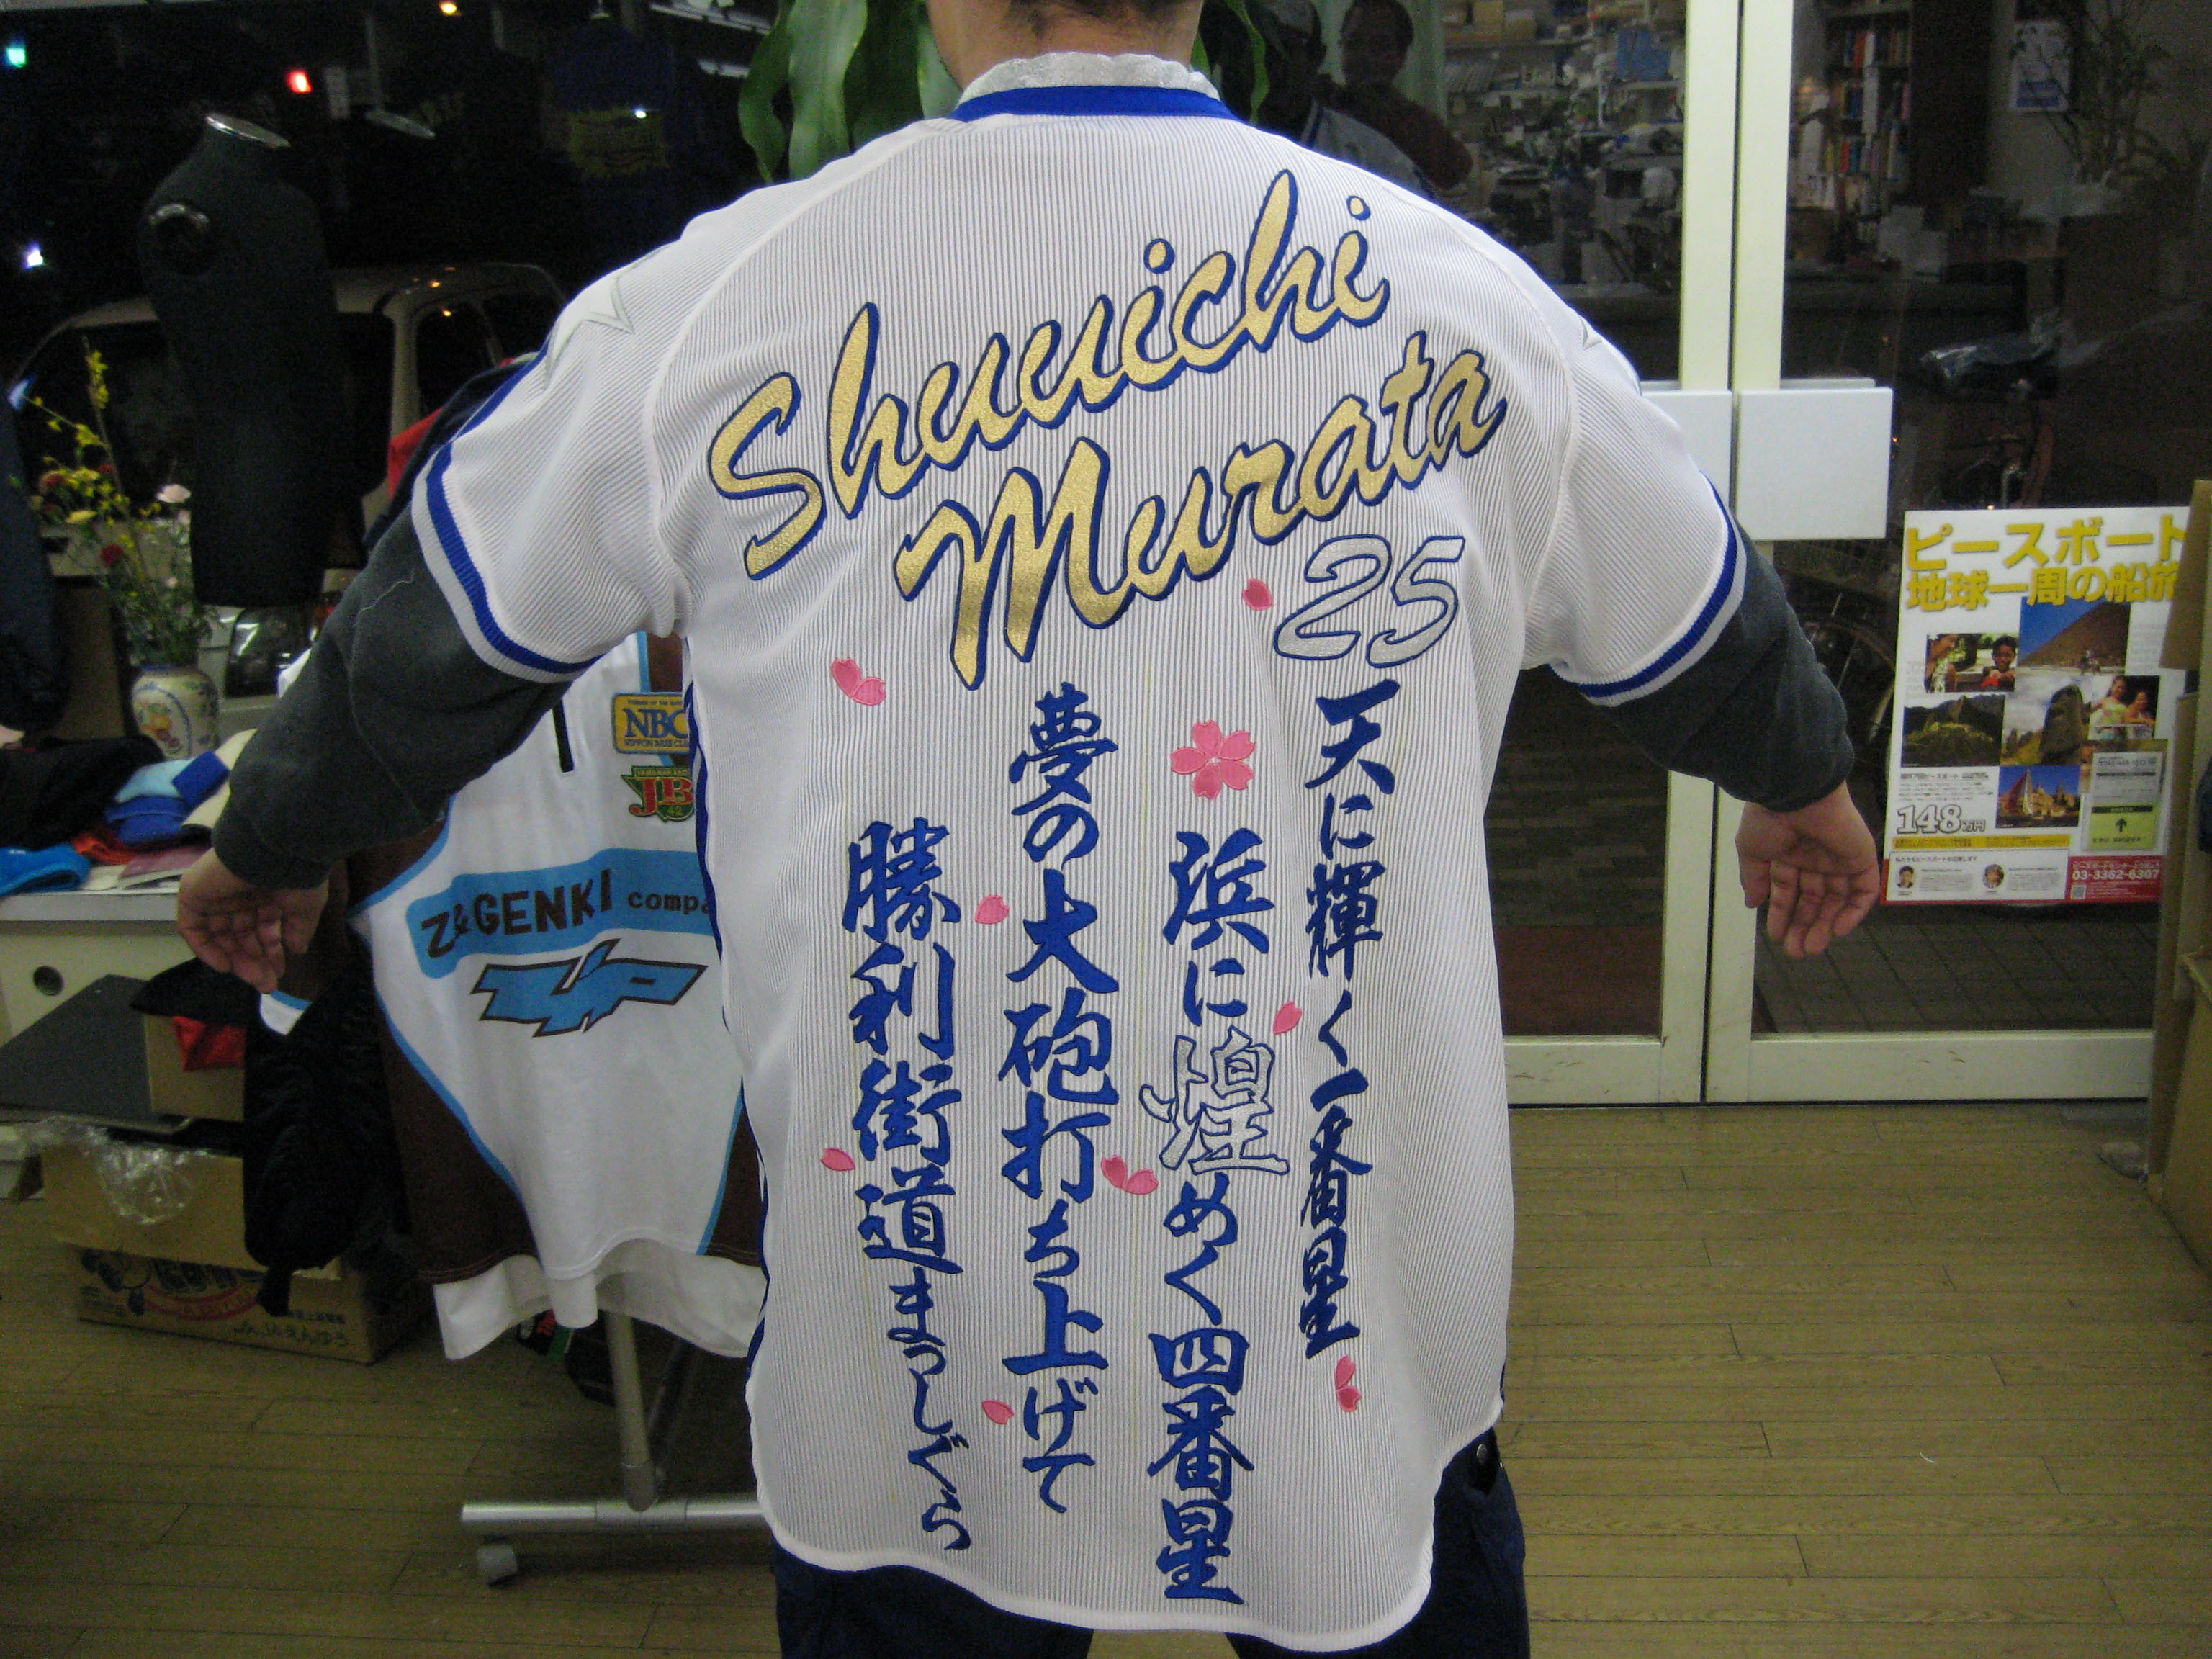 Shuuichi
Murata
25
天に輝く一番星
浜に煌めく四番星
夢の大砲打ち上げて
勝利街道まっしぐら
NBC
JB
42
GENKI
Zip
ピースボート
地球一周の船旅
148万円
03-3362-6307